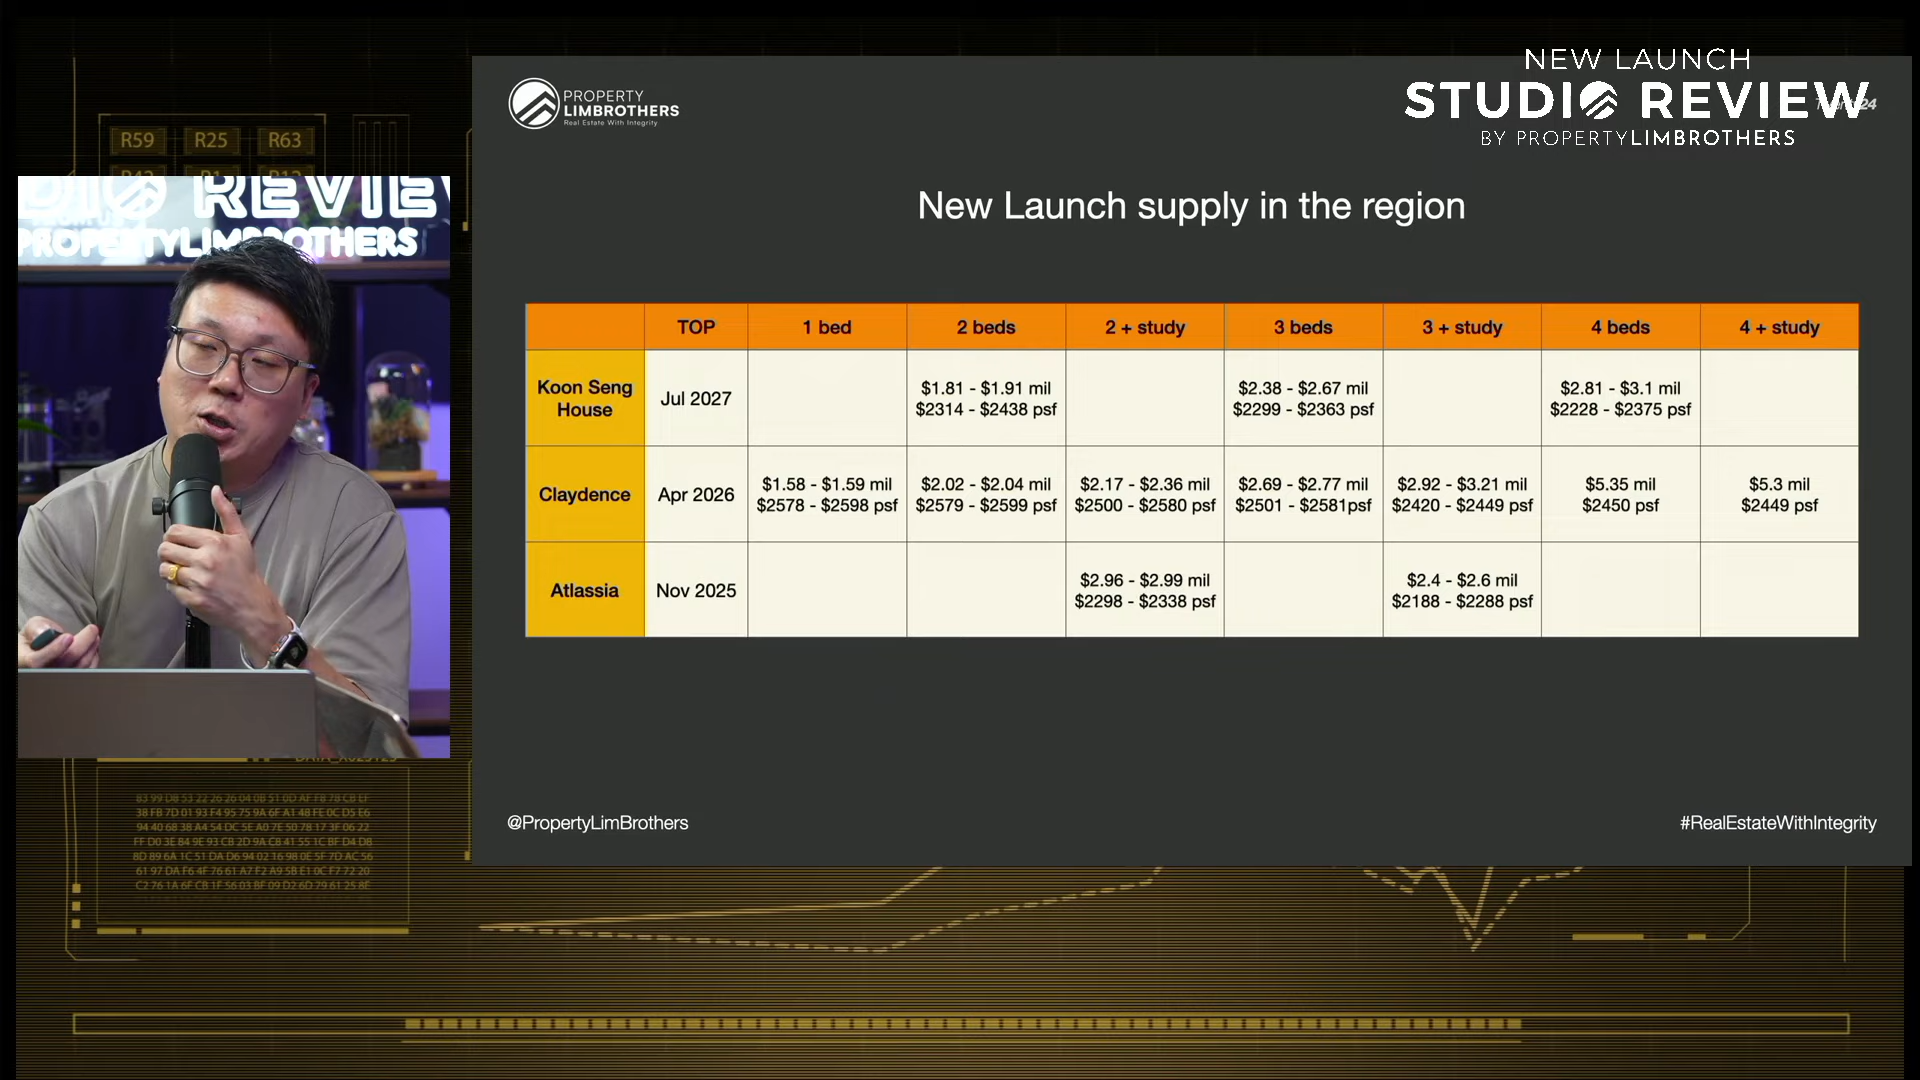 NEW LAUNCH
STUDIO REVIEW
BY PROPERTYLIMBROTHERS
PROPERTY
LIMBROTHERS
Real Estate With Integrity
R59 R25 R63
DIO REVIEW
PROPERTYLIMBROTHERS
New Launch supply in the region
TOP 1 bed 2 beds 2 + study 3 beds 3 + study 4 beds 4 + study
Koon Seng House Jul 2027 $1.81 - $1.91 mil $2.38 - $2.67 mil $2.81 - $3.1 mil
$2314 - $2438 psf $2299 - $2363 psf $2228 - $2375 psf
Claydence Apr 2026 $1.58 - $1.59 mil $2.02 - $2.04 mil $2.17 - $2.36 mil $2.69 - $2.77 mil $2.92 - $3.21 mil $5.35 mil $5.3 mil
$2578 - $2598 psf $2579 - $2599 psf $2500 - $2580 psf $2501 - $2581psf $2420 - $2449 psf $2450 psf $2449 psf
Atlassia Nov 2025 $2.96 - $2.99 mil $2.4 - $2.6 mil
$2298 - $2338 psf $2188 - $2288 psf
@PropertyLimBrothers
#RealEstateWithIntegrity